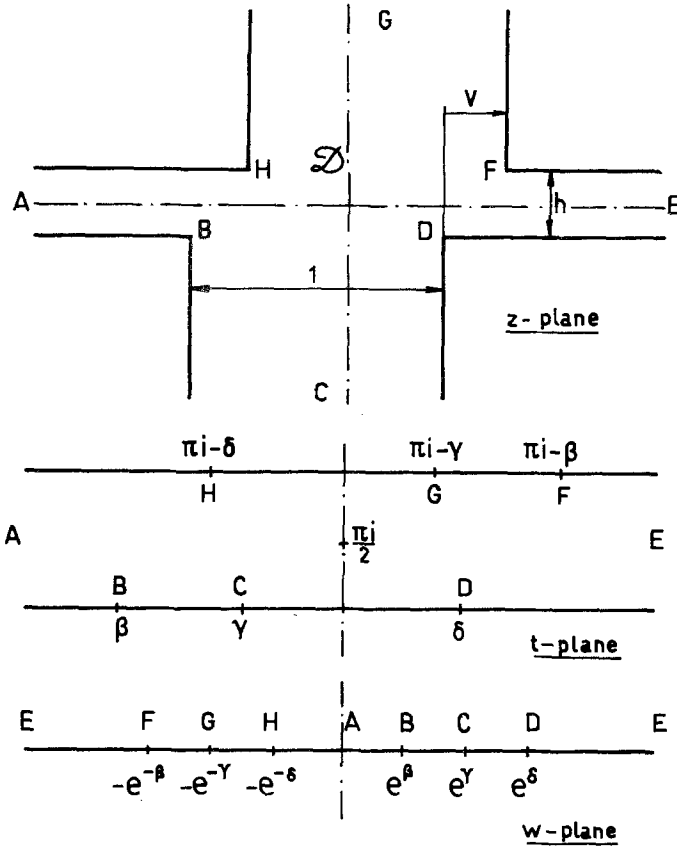 G
V
H 𝒟 F
A h E
B D
1
z - plane
C
πi-δ πi-γ πi-β
H G F
A πi/2 E
B C D
β γ δ
t-plane
E F G H A B C D E
-e^-β -e^-γ -e^-δ e^β e^γ e^δ
w-plane